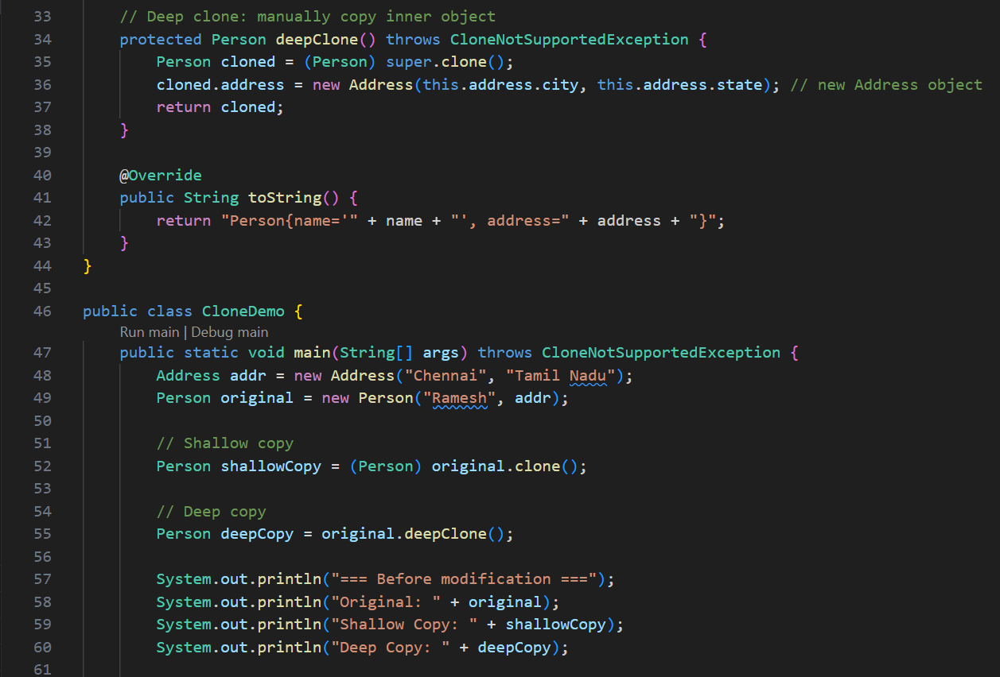 33 // Deep clone: manually copy inner object
34 protected Person deepClone() throws CloneNotSupportedException {
35 Person cloned = (Person) super.clone();
36 cloned.address = new Address(this.address.city, this.address.state); // new Address object
37 return cloned;
38 }
39
40 @Override
41 public String toString() {
42 return "Person{name='" + name + "', address=" + address + "}";
43 }
44 }
45
46 public class CloneDemo {
Run main | Debug main
47 public static void main(String[] args) throws CloneNotSupportedException {
48 Address addr = new Address("Chennai", "Tamil Nadu");
49 Person original = new Person("Ramesh", addr);
50
51 // Shallow copy
52 Person shallowCopy = (Person) original.clone();
53
54 // Deep copy
55 Person deepCopy = original.deepClone();
56
57 System.out.println("=== Before modification ===");
58 System.out.println("Original: " + original);
59 System.out.println("Shallow Copy: " + shallowCopy);
60 System.out.println("Deep Copy: " + deepCopy);
61